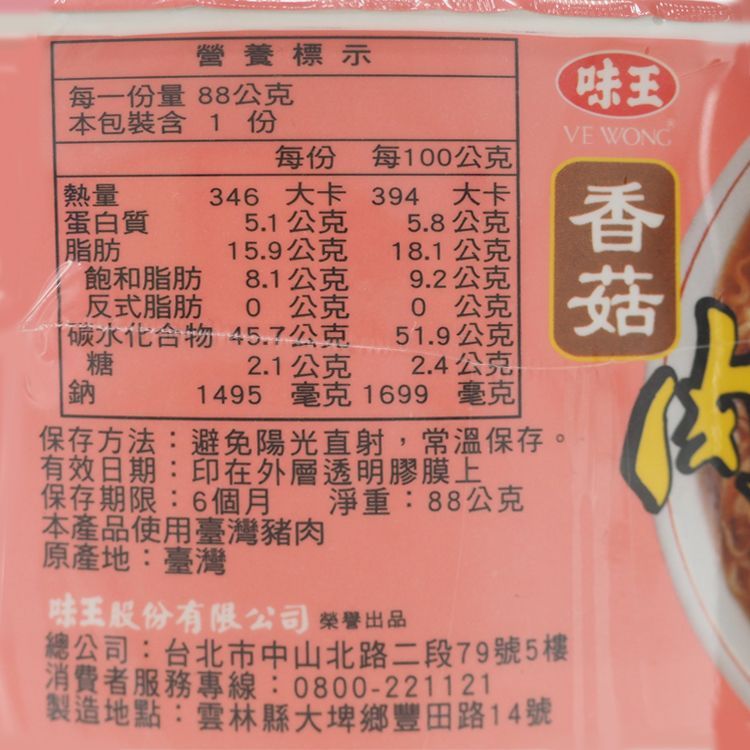 營養標示
每一份量 88公克
本包裝含 1 份
每份 每100公克
熱量 346 大卡 394 大卡
蛋白質 5.1公克 5.8公克
脂肪 15.9公克 18.1公克
飽和脂肪 8.1公克 9.2公克
反式脂肪 0 公克 0 公克
碳水化合物 45.7公克 51.9公克
糖 2.1公克 2.4公克
鈉 1495 毫克 1699 毫克
保存方法：避免陽光直射，常溫保存。
有效日期：印在外層透明膠膜上
保存期限：6個月 淨重：88公克
本產品使用臺灣豬肉
原產地：臺灣
味王股份有限公司 榮譽出品
總公司：台北市中山北路二段79號5樓
消費者服務專線：0800-221121
製造地點：雲林縣大埤鄉豐田路14號
味王
VE WONG®
香菇
肉